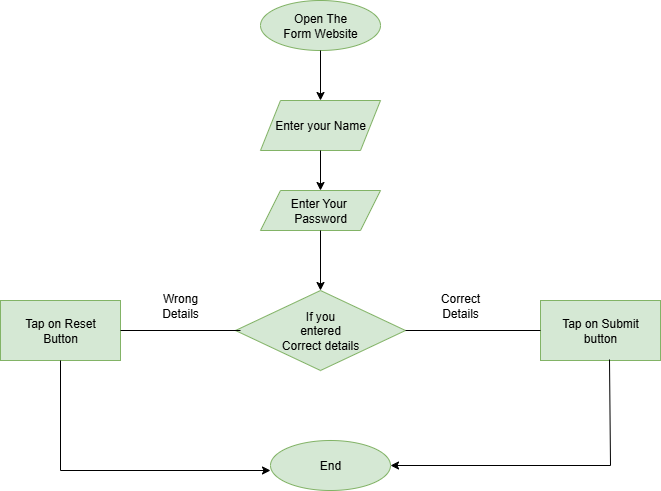 Open The
Form Website
Enter your Name
Enter Your
Password
Wrong
Details
Correct
Details
Tap on Reset
Button
If you
entered
Correct details
Tap on Submit
button
End